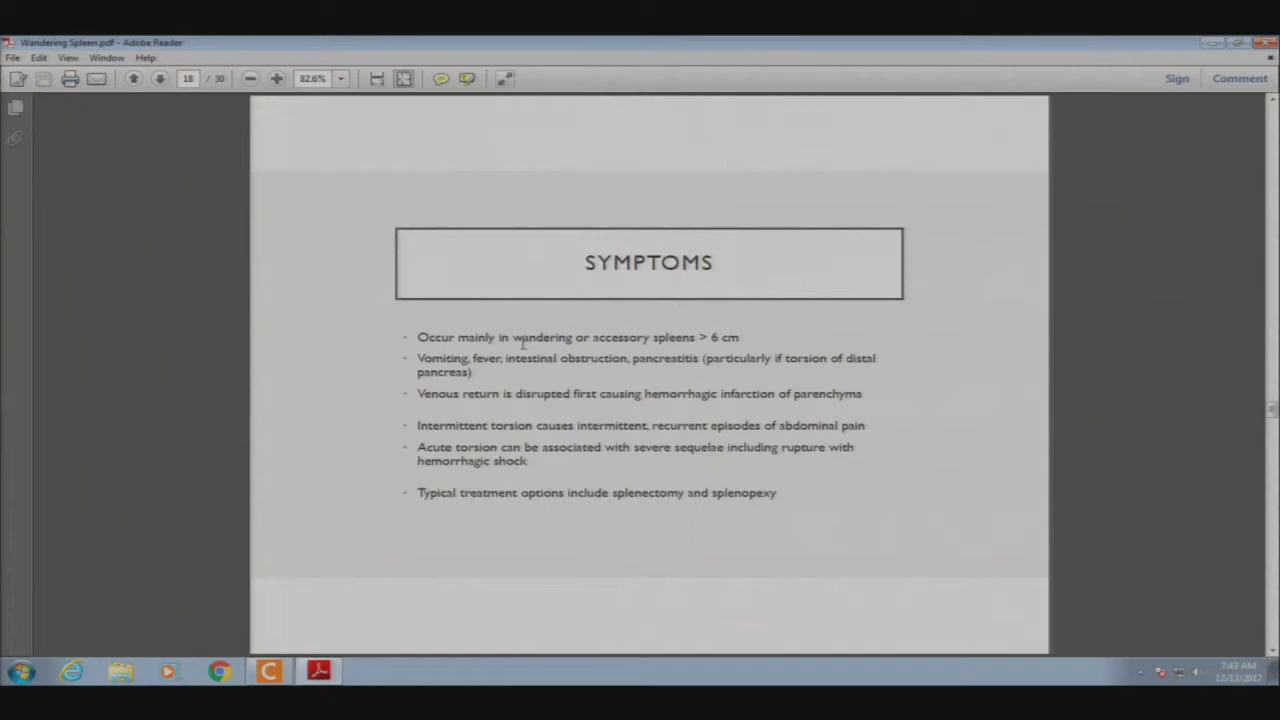 Wandering Spleen.pdf - Adobe Reader
File Edit View Window Help
18 / 30 82.6% Sign Comment
SYMPTOMS
- Occur mainly in wandering or accessory spleens > 6 cm
- Vomiting, fever, intestinal obstruction, pancreatitis (particularly if torsion of distal
pancreas)
- Venous return is disrupted first causing hemorrhagic infarction of parenchyma
- Intermittent torsion causes intermittent, recurrent episodes of abdominal pain
- Acute torsion can be associated with severe sequelae including rupture with
hemorrhagic shock
- Typical treatment options include splenectomy and splenopexy
7:43 AM
12/13/2017